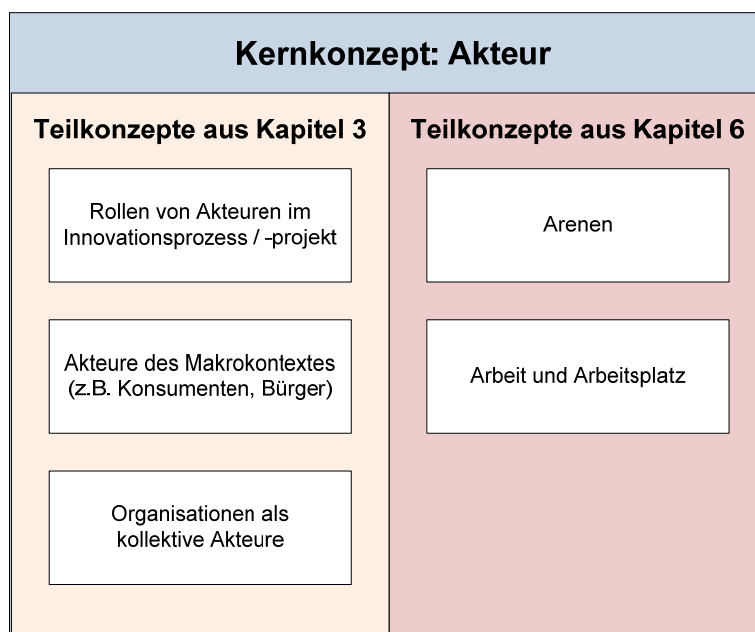 Kernkonzept: Akteur
Teilkonzepte aus Kapitel 3
Rollen von Akteuren im
Innovationsprozess / -projekt
Akteure des Makrokontextes
(z.B. Konsumenten, Bürger)
Organisationen als
kollektive Akteure
Teilkonzepte aus Kapitel 6
Arenen
Arbeit und Arbeitsplatz